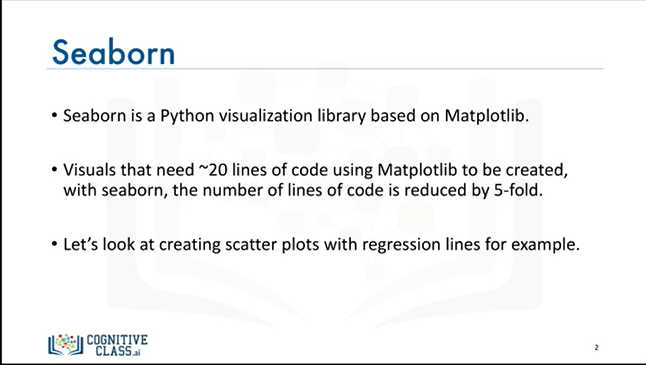 Seaborn
• Seaborn is a Python visualization library based on Matplotlib.
• Visuals that need ~20 lines of code using Matplotlib to be created,
with seaborn, the number of lines of code is reduced by 5-fold.
• Let’s look at creating scatter plots with regression lines for example.
COGNITIVE
CLASS.ai
2